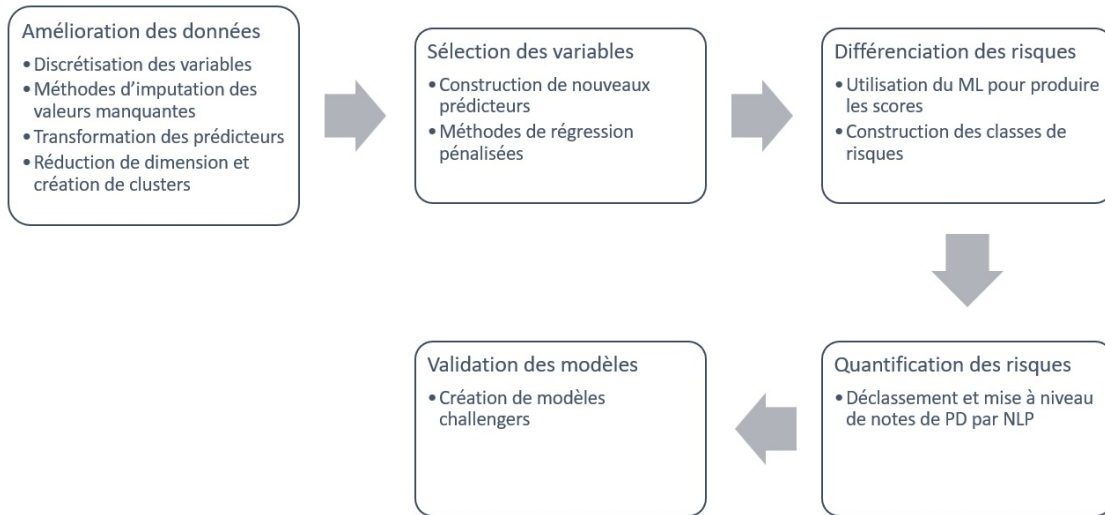 Amélioration des données
• Discrétisation des variables
• Méthodes d'imputation des
valeurs manquantes
• Transformation des prédicteurs
• Réduction de dimension et
création de clusters
Sélection des variables
• Construction de nouveaux
prédicteurs
• Méthodes de régression
pénalisées
Différenciation des risques
• Utilisation du ML pour produire
les scores
• Construction des classes de
risques
Quantification des risques
• Déclassement et mise à niveau
de notes de PD par NLP
Validation des modèles
• Création de modèles
challengers